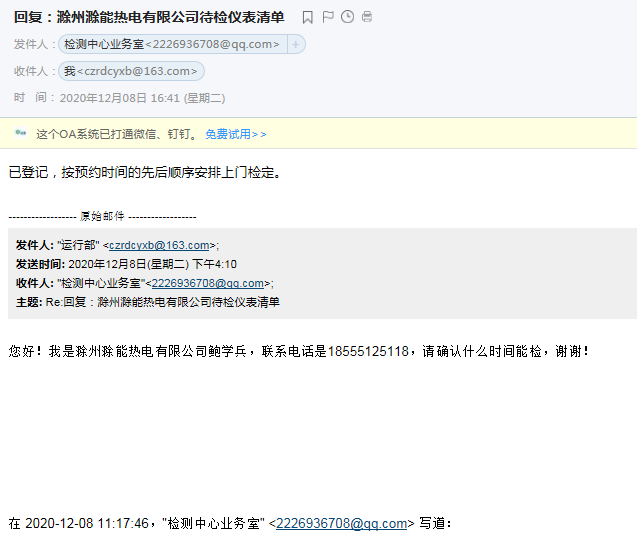 回复：滁州滁能热电有限公司待检仪表清单
发件人：检测中心业务室<2226936708@qq.com> +
收件人：我<czrdcyxb@163.com>
时 间：2020年12月08日 16:41 (星期二)
这个OA系统已打通微信、钉钉。 免费试用>>
已登记，按预约时间的先后顺序安排上门检定。
------------------ 原始邮件 ------------------
发件人: "运行部" <czrdcyxb@163.com>;
发送时间: 2020年12月8日(星期二) 下午4:10
收件人: "检测中心业务室"<2226936708@qq.com>;
主题: Re:回复：滁州滁能热电有限公司待检仪表清单
您好！我是滁州滁能热电有限公司鲍学兵，联系电话是18555125118，请确认什么时间能检，谢谢！
在 2020-12-08 11:17:46，"检测中心业务室" <2226936708@qq.com> 写道：